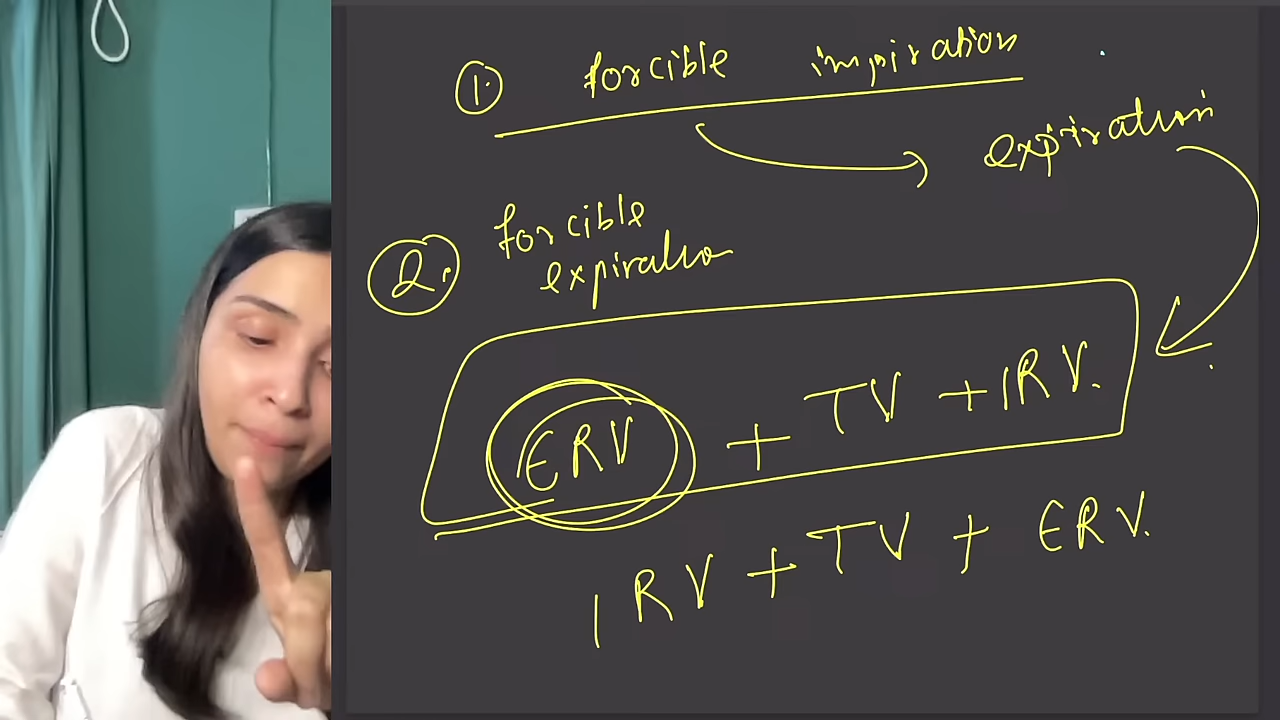 1. forcible inspiration
expiration
2. forcible
expiration
ERV + TV + IRV.
IRV + TV + ERV.